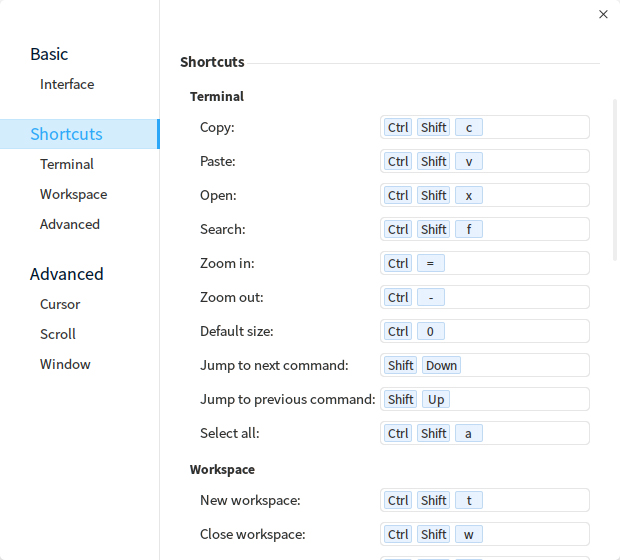 Basic
Interface
Shortcuts
Terminal
Workspace
Advanced
Advanced
Cursor
Scroll
Window
Shortcuts
Terminal
Copy: Ctrl Shift c
Paste: Ctrl Shift v
Open: Ctrl Shift x
Search: Ctrl Shift f
Zoom in: Ctrl =
Zoom out: Ctrl -
Default size: Ctrl 0
Jump to next command: Shift Down
Jump to previous command: Shift Up
Select all: Ctrl Shift a
Workspace
New workspace: Ctrl Shift t
Close workspace: Ctrl Shift w